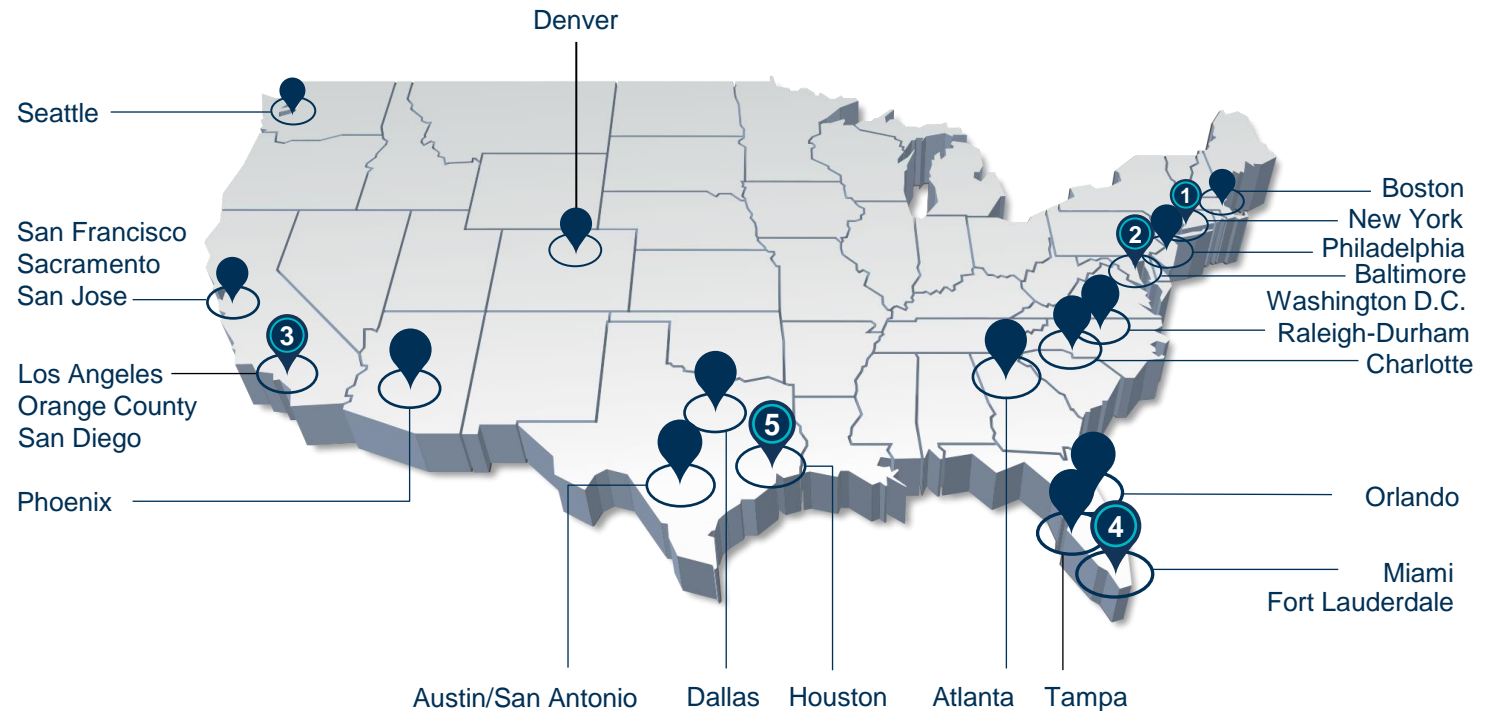 Denver
Seattle
San Francisco
Sacramento
San Jose
Los Angeles
Orange County
San Diego
Phoenix
1
2
3
4
5
Boston
New York
Philadelphia
Baltimore
Washington D.C.
Raleigh-Durham
Charlotte
Orlando
Miami
Fort Lauderdale
Austin/San Antonio
Dallas
Houston
Atlanta
Tampa